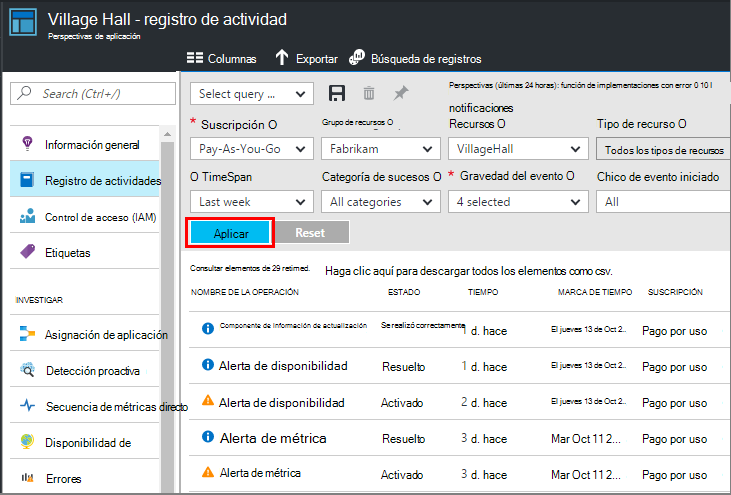 Village Hall - registro de actividad
Perspectivas de aplicación
Columnas Exportar Búsqueda de registros
Search (Ctrl+/)
Información general
Registro de actividades
Control de acceso (IAM)
Etiquetas
INVESTIGAR
Asignación de aplicación
Detección proactiva
Secuencia de métricas directo
Disponibilidad de
Errores
Select query ...
Perspectivas (últimas 24 horas): función de implementaciones con error 0 10 I
notificaciones
* Suscripción O Grupo de recursos O Recursos O Tipo de recurso O
Pay-As-You-Go Fabrikam VillageHall Todos los tipos de recursos
O TimeSpan Categoría de sucesos O * Gravedad del evento O Chico de evento iniciado
Last week All categories 4 selected All
Aplicar Reset
Consultar elementos de 29 retimed. Haga clic aquí para descargar todos los elementos como csv.
NOMBRE DE LA OPERACIÓN ESTADO TIEMPO MARCA DE TIEMPO SUSCRIPCIÓN
Componente de información de actualización Se realizó correctamente 1 d. hace El jueves 13 de Oct 2.. Pago por uso
Alerta de disponibilidad Resuelto 1 d. hace El jueves 13 de Oct 2.. Pago por uso
Alerta de disponibilidad Activado 2 d. hace El jueves 13 de Oct 2.. Pago por uso
Alerta de métrica Resuelto 3 d. hace Mar Oct 11 2... Pago por uso
Alerta de métrica Activado 3 d. hace Mar Oct 11 2... Pago por uso